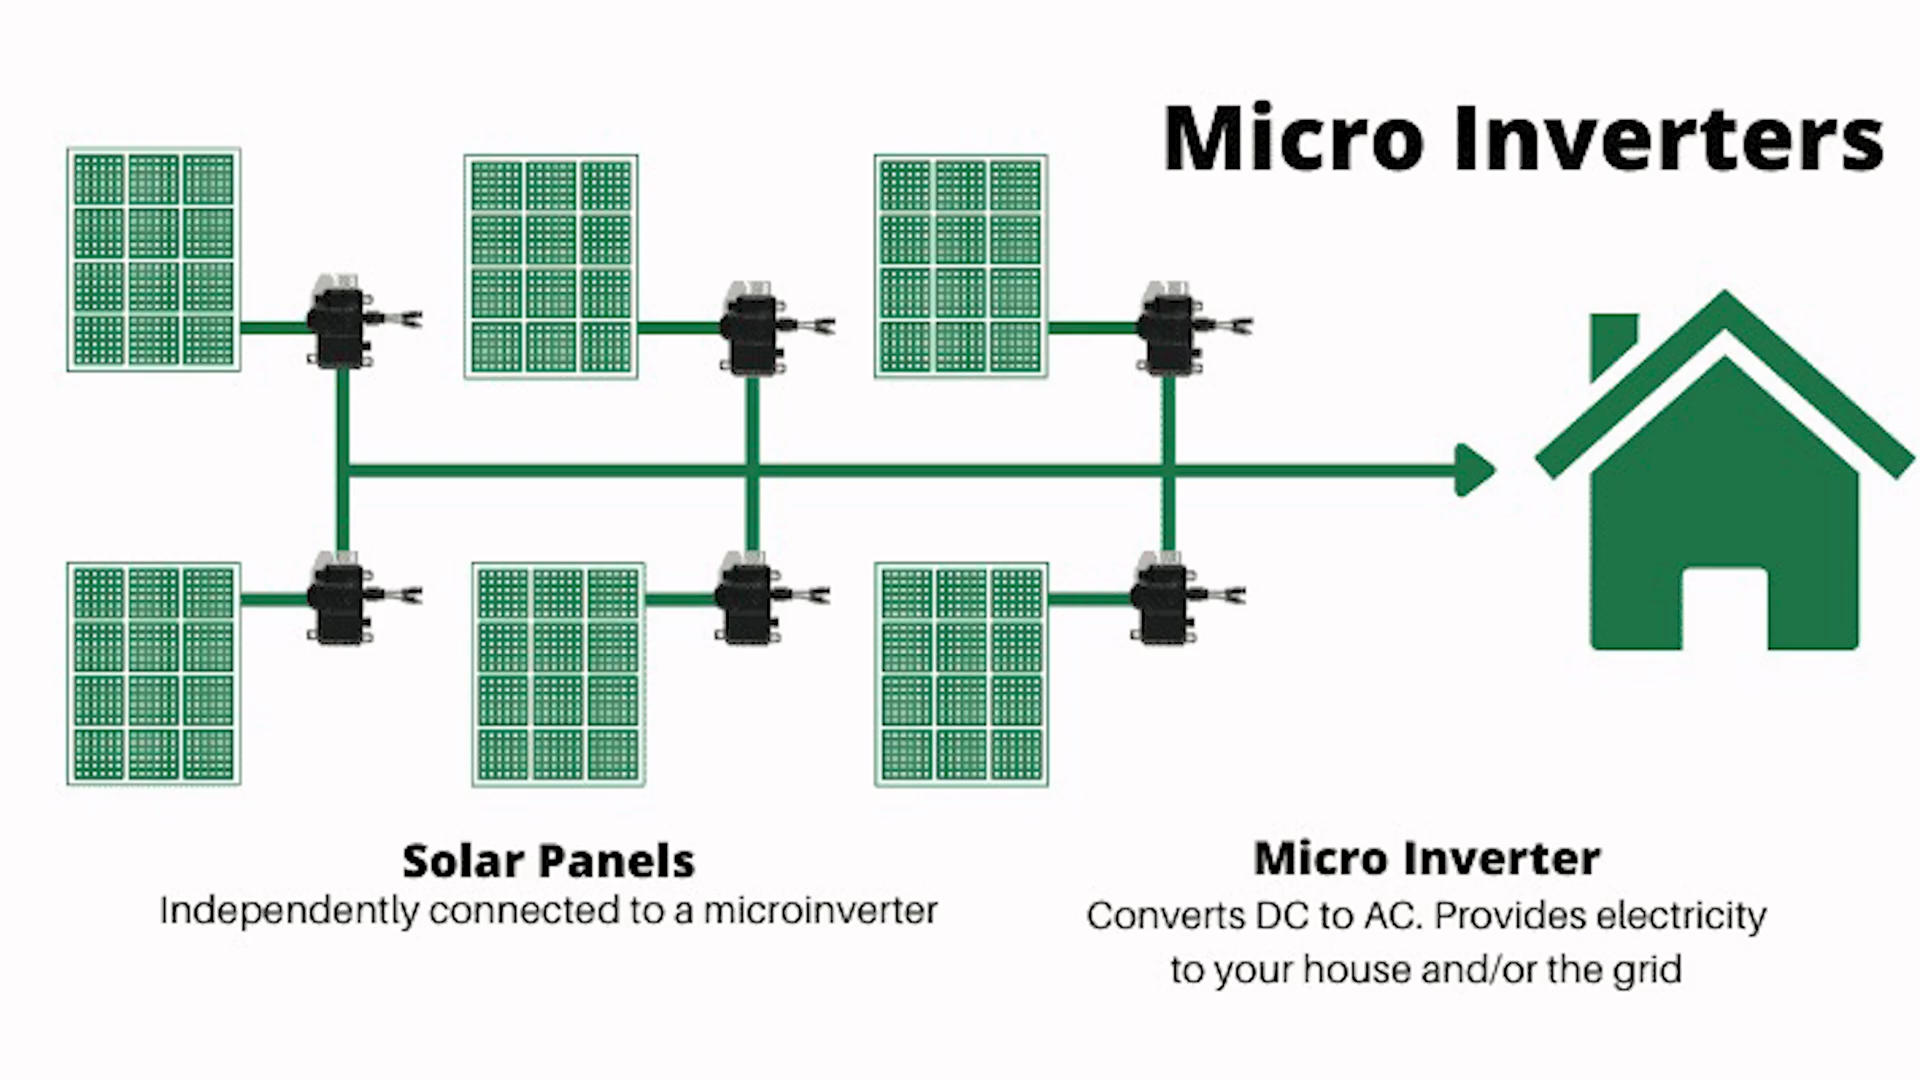 Micro Inverters
Solar Panels
Independently connected to a microinverter
Micro Inverter
Converts DC to AC. Provides electricity
to your house and/or the grid